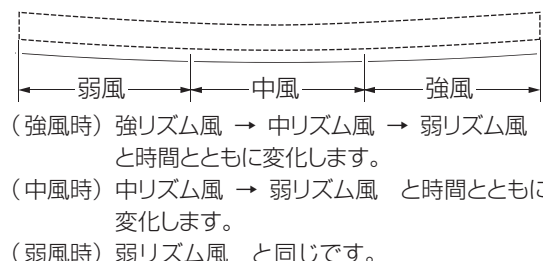 弱風 中風 強風
（強風時）強リズム風 → 中リズム風 → 弱リズム風
と時間とともに変化します。
（中風時）中リズム風 → 弱リズム風 と時間とともに
変化します。
（弱風時）弱リズム風 と同じです。